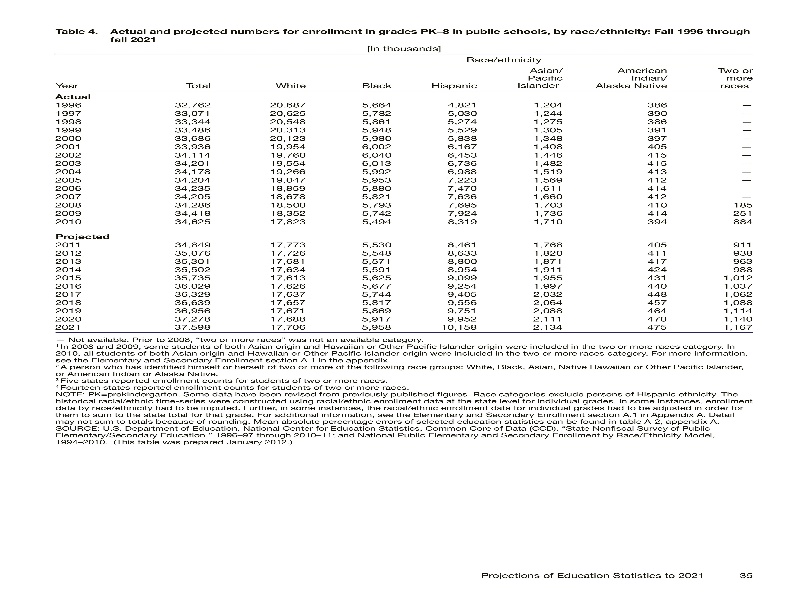 Table 4. Actual and projected numbers for enrollment in grades PK–8 in public schools, by race/ethnicity: Fall 1996 through
fall 2021
[In thousands]
Race/ethnicity
Year Total White Black Hispanic Asian/ Pacific Islander American Indian/ Alaska Native Two or more races
Actual
1996 32,762 20,687 5,664 4,821 1,204 386 —
1997 33,071 20,625 5,782 5,030 1,244 390 —
1998 33,344 20,548 5,861 5,274 1,275 386 —
1999 33,486 20,313 5,948 5,529 1,305 391 —
2000 33,686 20,123 5,980 5,838 1,348 397 —
2001 33,936 19,954 6,002 6,167 1,408 405 —
2002 34,114 19,760 6,040 6,453 1,446 415 —
2003 34,201 19,554 6,013 6,736 1,482 415 —
2004 34,178 19,266 5,992 6,988 1,519 413 —
2005 34,204 19,047 5,953 7,223 1,569 412 —
2006 34,235 18,859 5,880 7,470 1,611 414 —
2007 34,205 18,678 5,821 7,636 1,660 412 —
2008 34,286 18,500 5,793 7,695 1,703 410 185
2009 34,418 18,352 5,742 7,924 1,736 414 251
2010 34,625 17,823 5,494 8,319 1,710 394 884
Projected
2011 34,849 17,773 5,530 8,461 1,768 405 911
2012 35,076 17,726 5,548 8,633 1,820 411 938
2013 35,301 17,681 5,571 8,800 1,871 417 963
2014 35,502 17,634 5,591 8,954 1,911 424 988
2015 35,735 17,613 5,625 9,099 1,955 431 1,012
2016 36,029 17,626 5,677 9,254 1,997 440 1,037
2017 36,329 17,637 5,744 9,405 2,032 448 1,062
2018 36,639 17,657 5,817 9,556 2,064 457 1,088
2019 36,956 17,671 5,869 9,751 2,088 464 1,114
2020 37,278 17,688 5,917 9,952 2,111 470 1,140
2021 37,598 17,706 5,958 10,158 2,134 475 1,167
— Not available. Prior to 2008, "two or more races" was not an available category.
¹ In 2008 and 2009, some students of both Asian origin and Hawaiian or Other Pacific Islander origin were included in the two or more races category. In
2010, all students of both Asian origin and Hawaiian or Other Pacific Islander origin were included in the two or more races category. For more information,
see the Elementary and Secondary Enrollment section A.1 in the appendix.
² A person who has identified himself or herself of two or more of the following race groups: White, Black, Asian, Native Hawaiian or Other Pacific Islander,
or American Indian or Alaska Native.
³ Five states reported enrollment counts for students of two or more races.
⁴ Fourteen states reported enrollment counts for students of two or more races.
NOTE: PK=prekindergarten. Some data have been revised from previously published figures. Race categories exclude persons of Hispanic ethnicity. The
historical racial/ethnic time-series were constructed using racial/ethnic enrollment data at the state level for individual grades. In some instances, enrollment
data by race/ethnicity had to be imputed. Further, in some instances, the racial/ethnic enrollment data for individual grades had to be adjusted in order for
them to sum to the state total for that grade. For additional information, see the Elementary and Secondary Enrollment section A.1 in Appendix A. Detail
may not sum to totals because of rounding. Mean absolute percentage errors of selected education statistics can be found in table A-2, appendix A.
SOURCE: U.S. Department of Education, National Center for Education Statistics, Common Core of Data (CCD), "State Nonfiscal Survey of Public
Elementary/Secondary Education," 1996–97 through 2010–11; and National Public Elementary and Secondary Enrollment by Race/Ethnicity Model,
1994–2010. (This table was prepared January 2012.)
Projections of Education Statistics to 2021 35